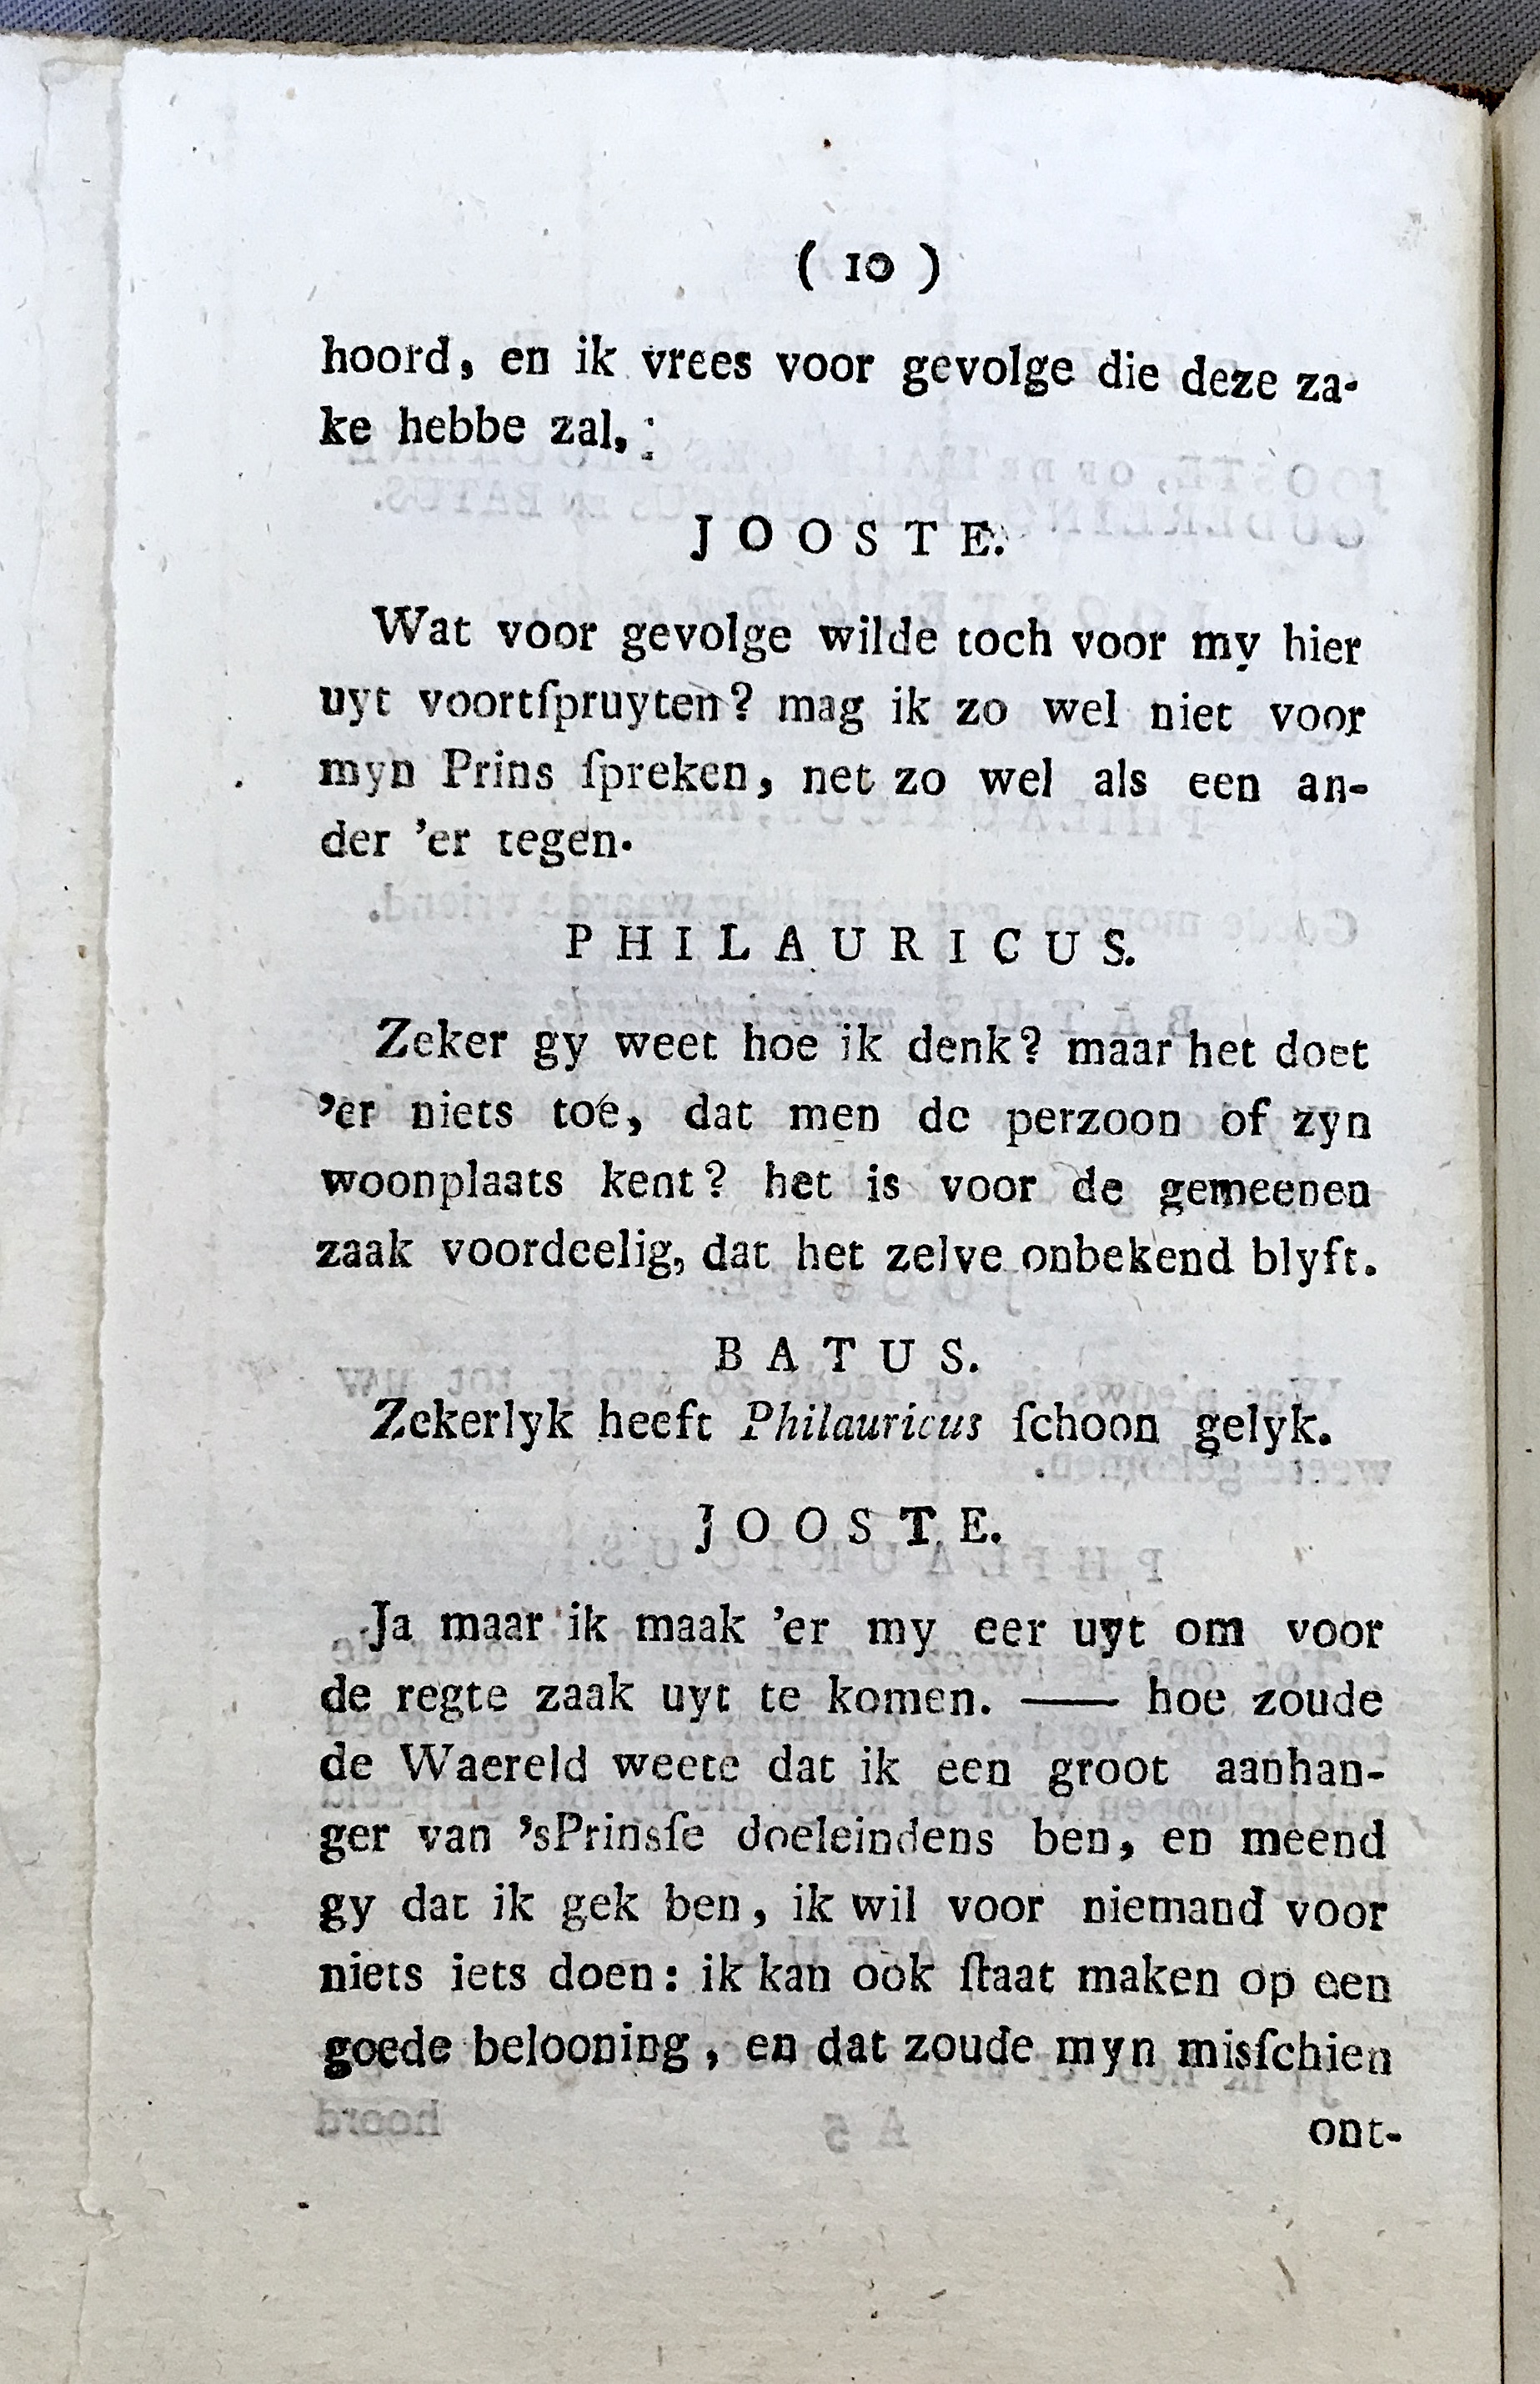 ( 10 )
hoord, en ik vrees voor gevolge die deze za-
ke hebbe zal,
JOOSTE.
Wat voor gevolge wilde toch voor my hier
uyt voortſpruyten? mag ik zo wel niet voor
myn Prins ſpreken, net zo wel als een an-
der 'er tegen.
PHILAURICUS.
Zeker gy weet hoe ik denk? maar het doet
'er niets toe, dat men de perzoon of zyn
woonplaats kent? het is voor de gemeenen
zaak voordeelig, dat het zelve onbekend blyft.
BATUS.
Zekerlyk heeft Philauricus ſchoon gelyk.
JOOSTE.
Ja maar ik maak 'er my eer uyt om voor
de regte zaak uyt te komen. —— hoe zoude
de Waereld weete dat ik een groot aanhan-
ger van 'sPrinsſe doeleindens ben, en meend
gy dat ik gek ben, ik wil voor niemand voor
niets iets doen: ik kan ook ſtaat maken op een
goede belooning, en dat zoude myn misſchien
ont-